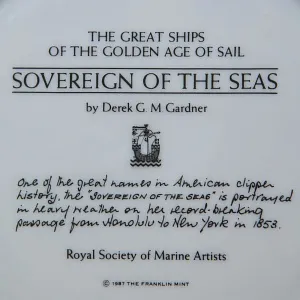 THE GREAT SHIPS
OF THE GOLDEN AGE OF SAIL
SOVEREIGN OF THE SEAS
by Derek G. M. Gardner
One of the great names in American clipper
history, the "SOVEREIGN OF THE SEAS" is portrayed
in heavy weather on her record-breaking
passage from Honolulu to New York in 1853.
Royal Society of Marine Artists
© 1987 THE FRANKLIN MINT